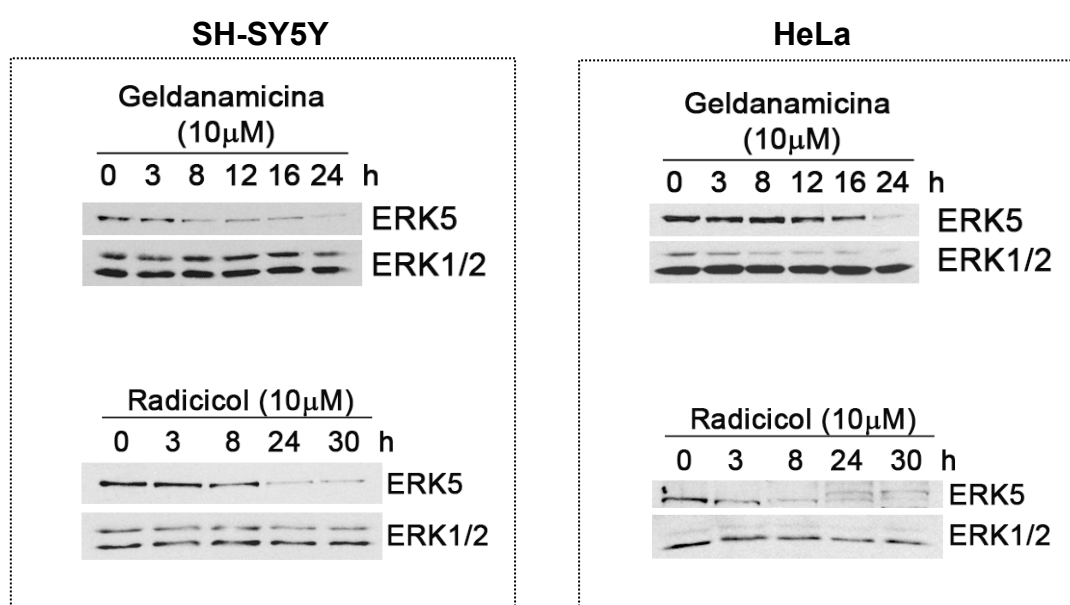 SH-SY5Y
Geldanamicina
(10μM)
0 3 8 12 16 24 h
ERK5
ERK1/2
Radicicol (10μM)
0 3 8 24 30 h
ERK5
ERK1/2
HeLa
Geldanamicina
(10μM)
0 3 8 12 16 24 h
ERK5
ERK1/2
Radicicol (10μM)
0 3 8 24 30 h
ERK5
ERK1/2